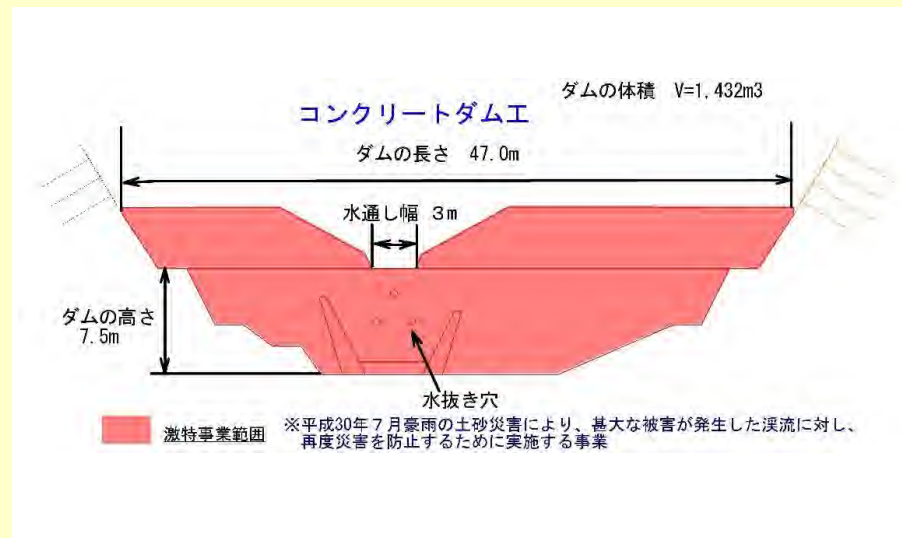 ダムの体積 V=1,432m3
コンクリートダム工
ダムの長さ 47.0m
水通し幅 3m
ダムの高さ
7.5m
水抜き穴
激特事業範囲
※平成30年7月豪雨の土砂災害により、甚大な被害が発生した渓流に対し、
再度災害を防止するために実施する事業